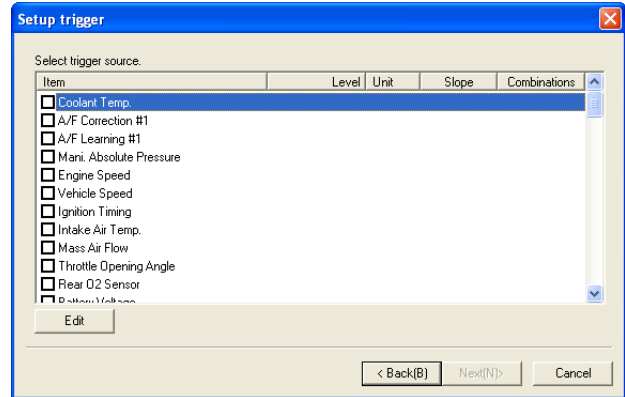 Setup trigger
Select trigger source.
Item Level Unit Slope Combinations
Coolant Temp.
A/F Correction #1
A/F Learning #1
Mani. Absolute Pressure
Engine Speed
Vehicle Speed
Ignition Timing
Intake Air Temp.
Mass Air Flow
Throttle Opening Angle
Rear O2 Sensor
Battery Voltage
Edit
< Back(B) Next(N)> Cancel